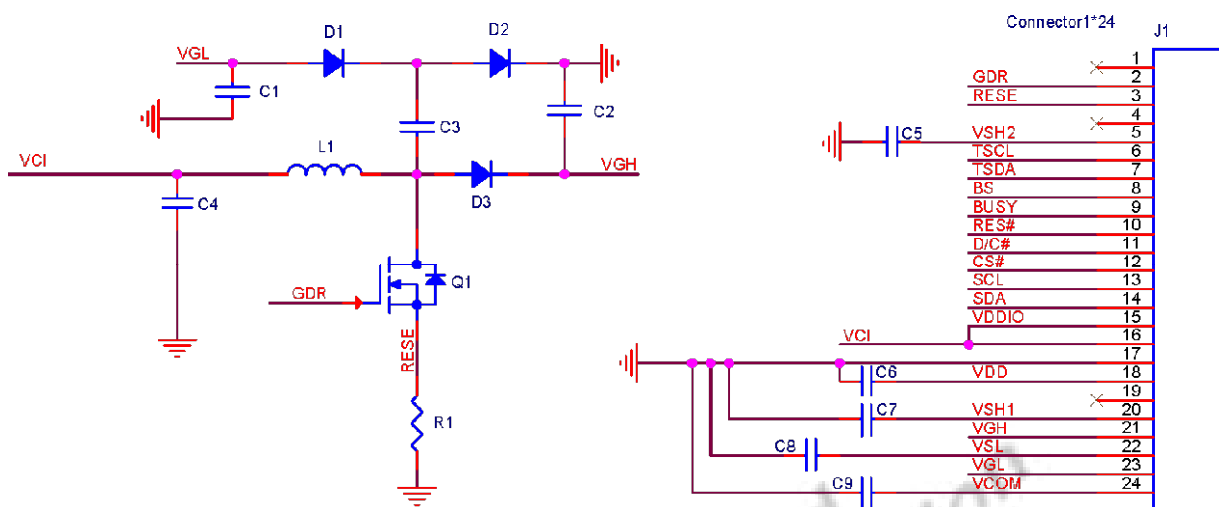 Connector1*24
J1
D1
D2
VGL
C1
C2
C3
VCI
L1
VGH
D3
C4
Q1
GDR
RESE
R1
1
GDR 2
RESE 3
4
C5 VSH2 5
TSCL 6
TSDA 7
BS 8
BUSY 9
RES# 10
D/C# 11
CS# 12
SCL 13
SDA 14
VDDIO 15
VCI 16
17
C6 VDD 18
19
C7 VSH1 20
VGH 21
C8 VSL 22
VGL 23
C9 VCOM 24